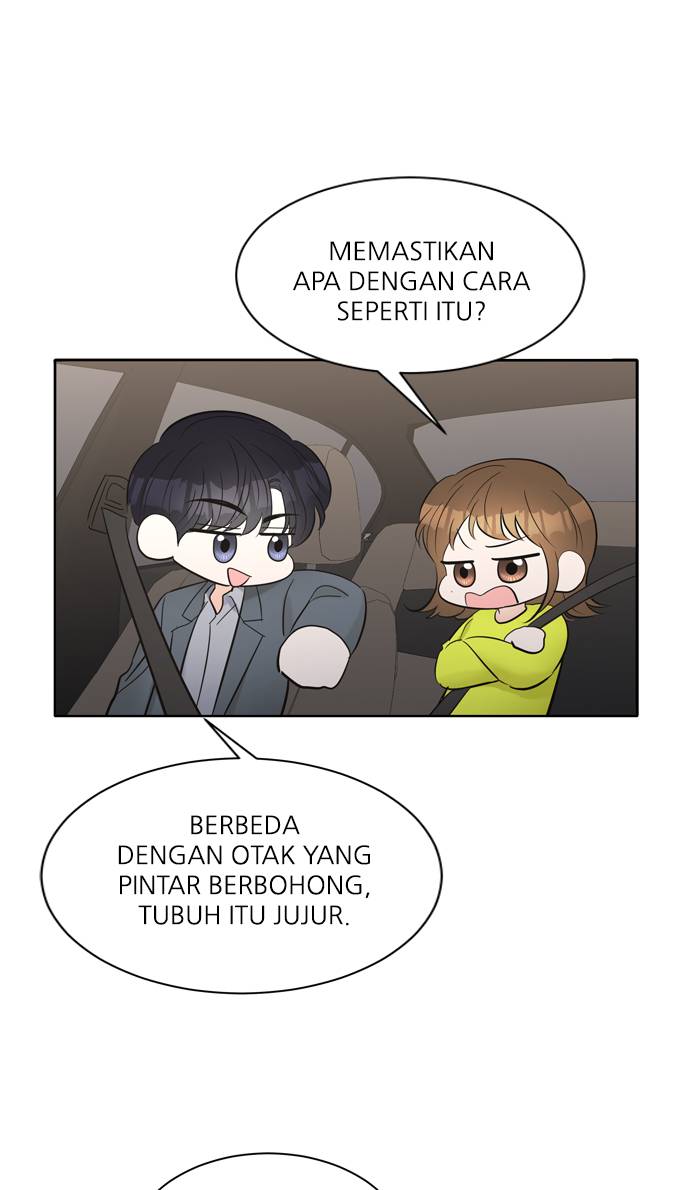 MEMASTIKAN
APA DENGAN CARA
SEPERTI ITU?
BERBEDA
DENGAN OTAK YANG
PINTAR BERBOHONG,
TUBUH ITU JUJUR.